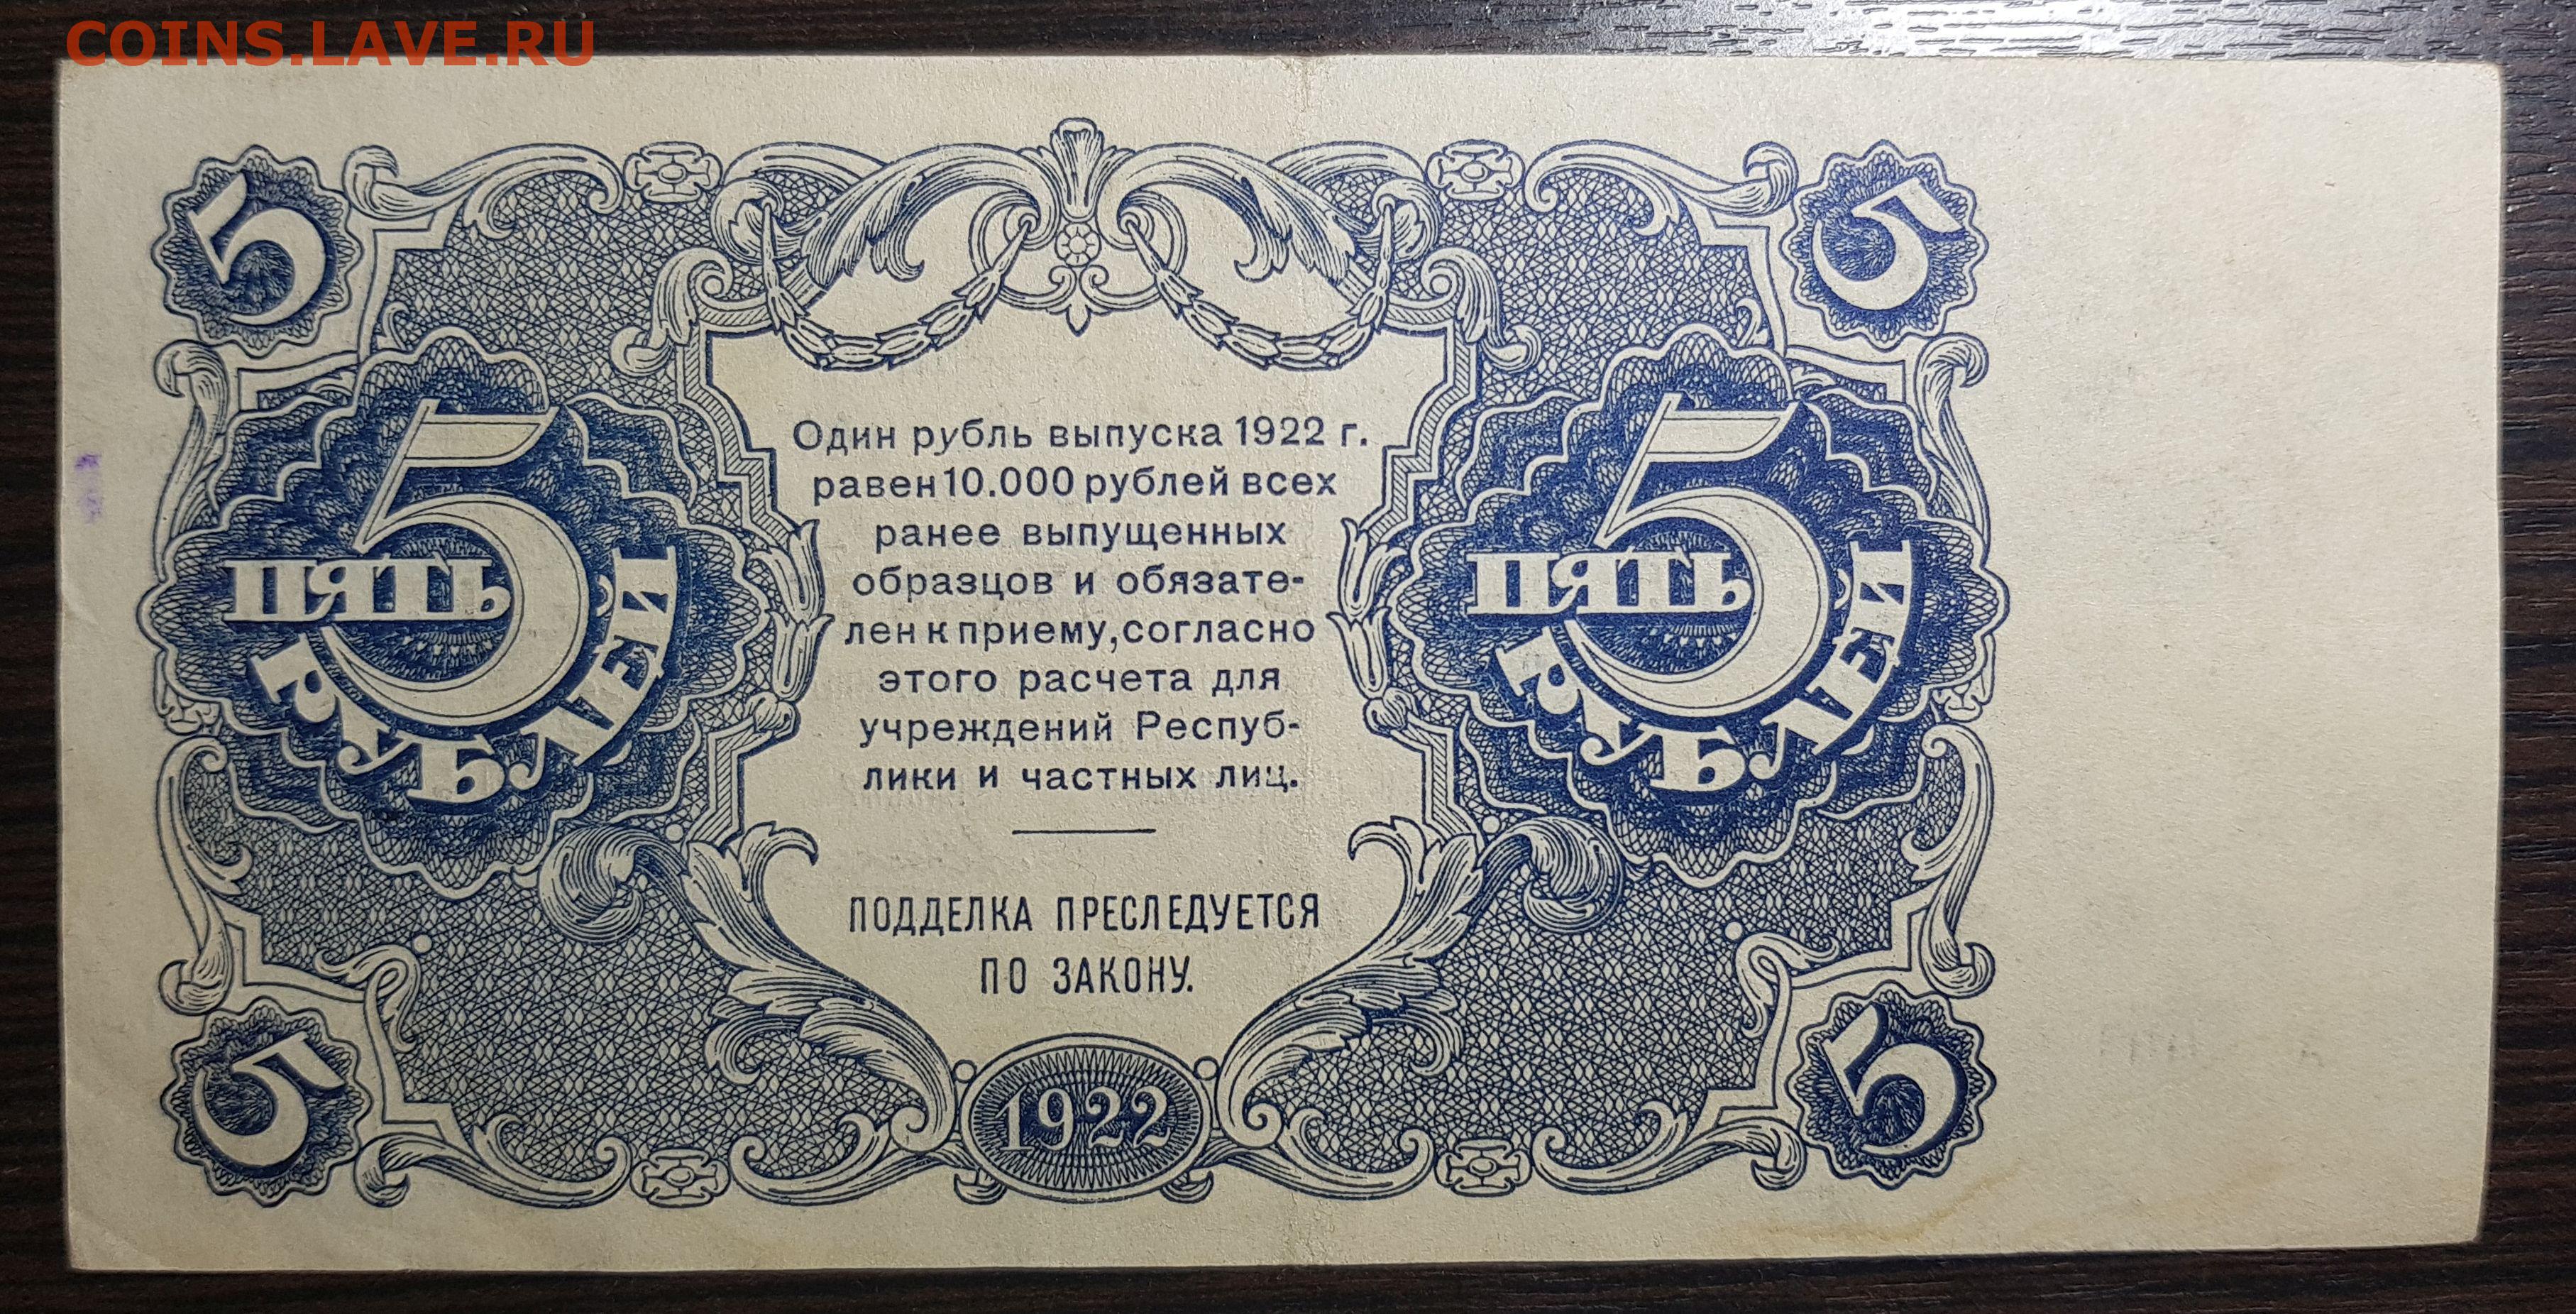 COINS.LAVE.RU
5
5
5
ПЯТЬ
РУБЛЕЙ
Один рубль выпуска 1922 г.
равен 10.000 рублей всех
ранее выпущенных
образцов и обязате-
лен к приему, согласно
этого расчета для
учреждений Респуб-
лики и частных лиц.
ПОДДЕЛКА ПРЕСЛЕДУЕТСЯ
ПО ЗАКОНУ.
5
ПЯТЬ
РУБЛЕЙ
5
1922
5